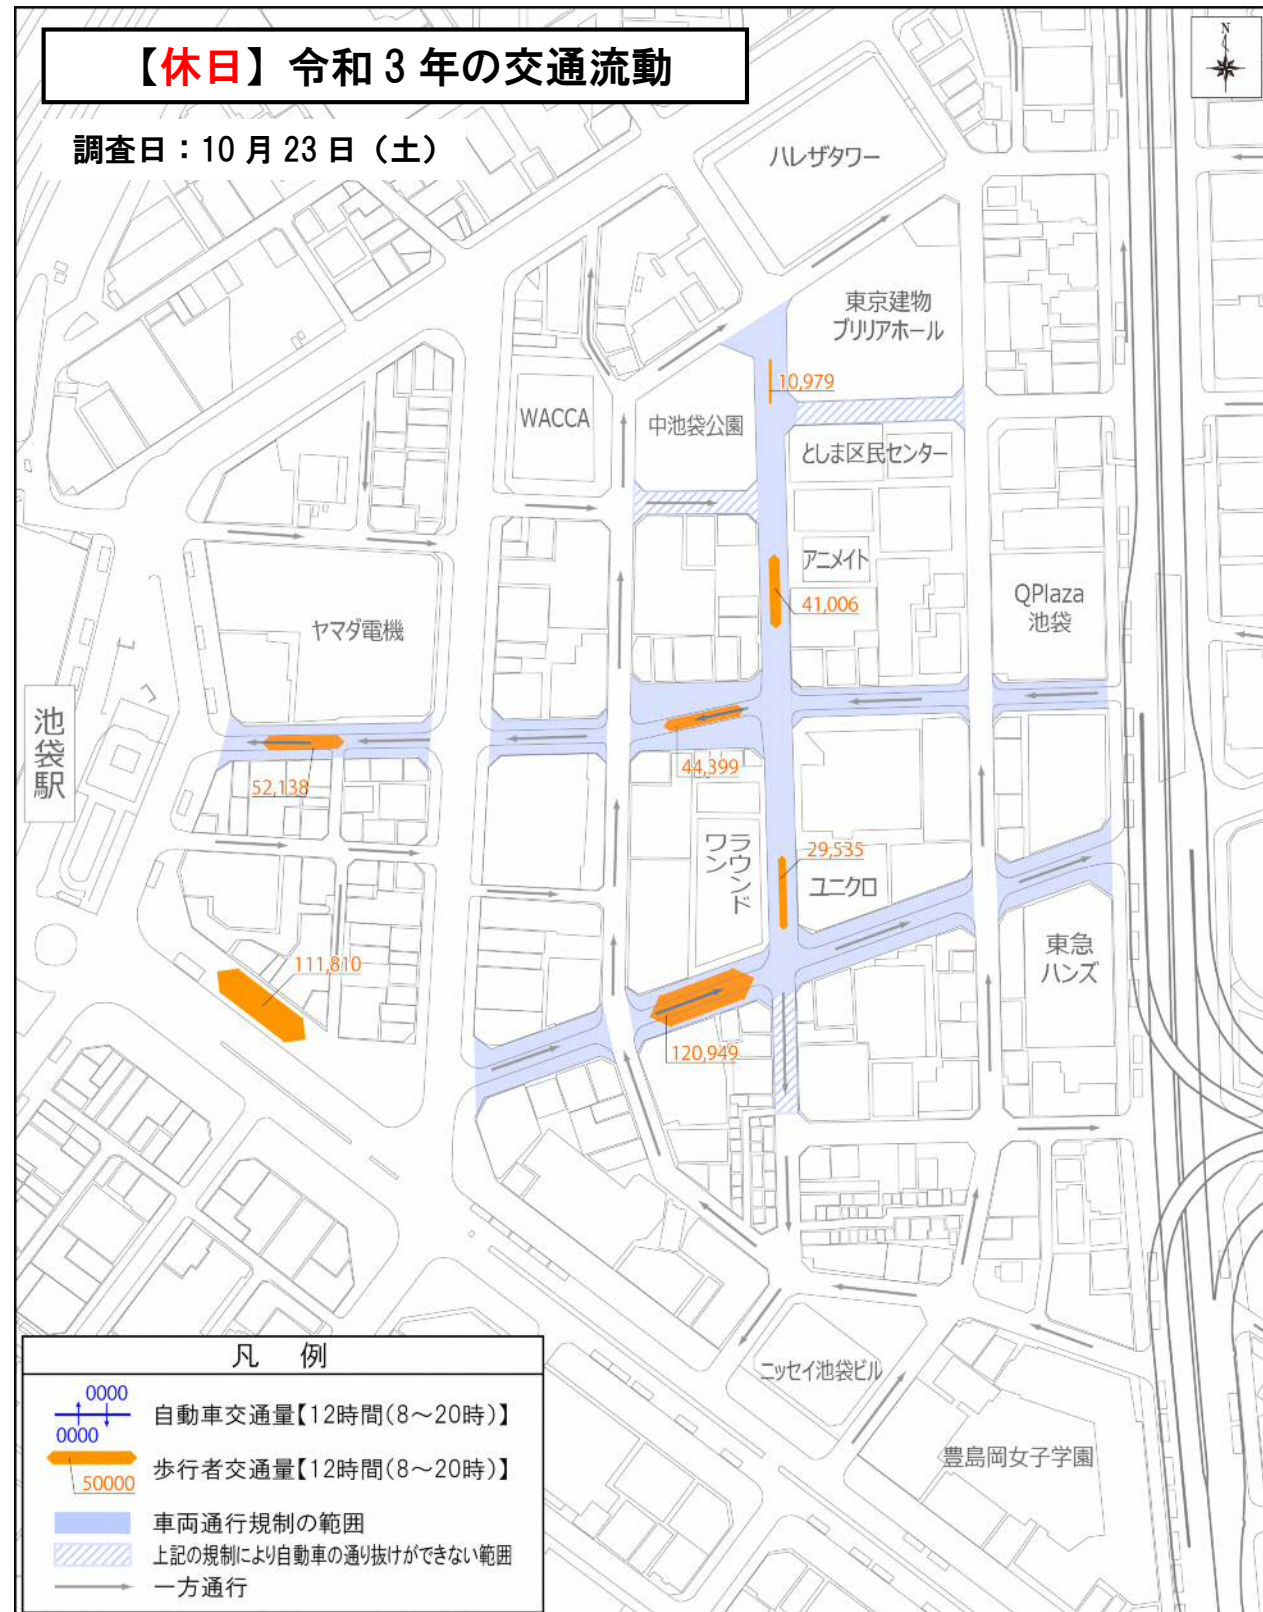 【休日】令和3年の交通流動
調査日：10月23日（土）
N
ハレザタワー
東京建物
ブリリアホール
10,979
WACCA
中池袋公園
としま区民センター
アニメイト
41,006
QPlaza
池袋
ヤマダ電機
池袋駅
52,138
44,399
ラウンド
ワン
29,535
ユニクロ
東急
ハンズ
111,810
120,949
ニッセイ池袋ビル
豊島岡女子学園
凡 例
0000
0000
自動車交通量【12時間(8～20時)】
50000
歩行者交通量【12時間(8～20時)】
車両通行規制の範囲
上記の規制により自動車の通り抜けができない範囲
一方通行